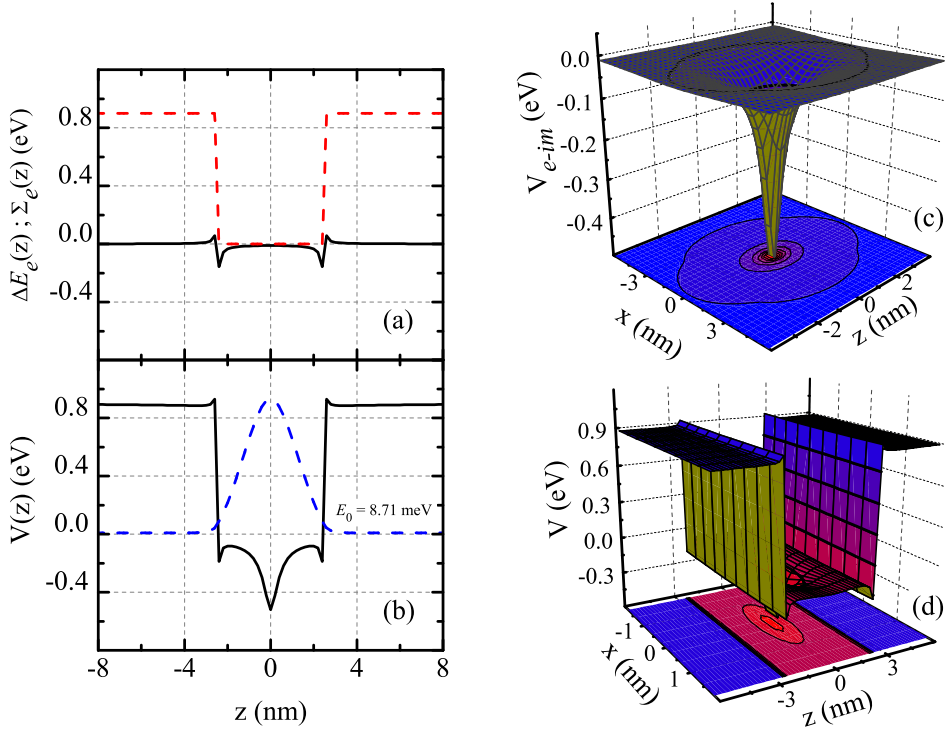 ΔE_e(z) ; Σ_e(z) (eV)
0.8
0.4
0.0
-0.4
(a)
V(z) (eV)
0.8
0.4
0.0
-0.4
E_0 = 8.71 meV
(b)
-8
-4
0
4
8
z (nm)
V_{e-im} (eV)
0.0
-0.1
-0.2
-0.3
-0.4
(c)
-3
0
3
x (nm)
-2
0
2
z (nm)
V (eV)
0.9
0.6
0.3
0.0
-0.3
(d)
-1
0
1
x (nm)
-3
0
3
z (nm)